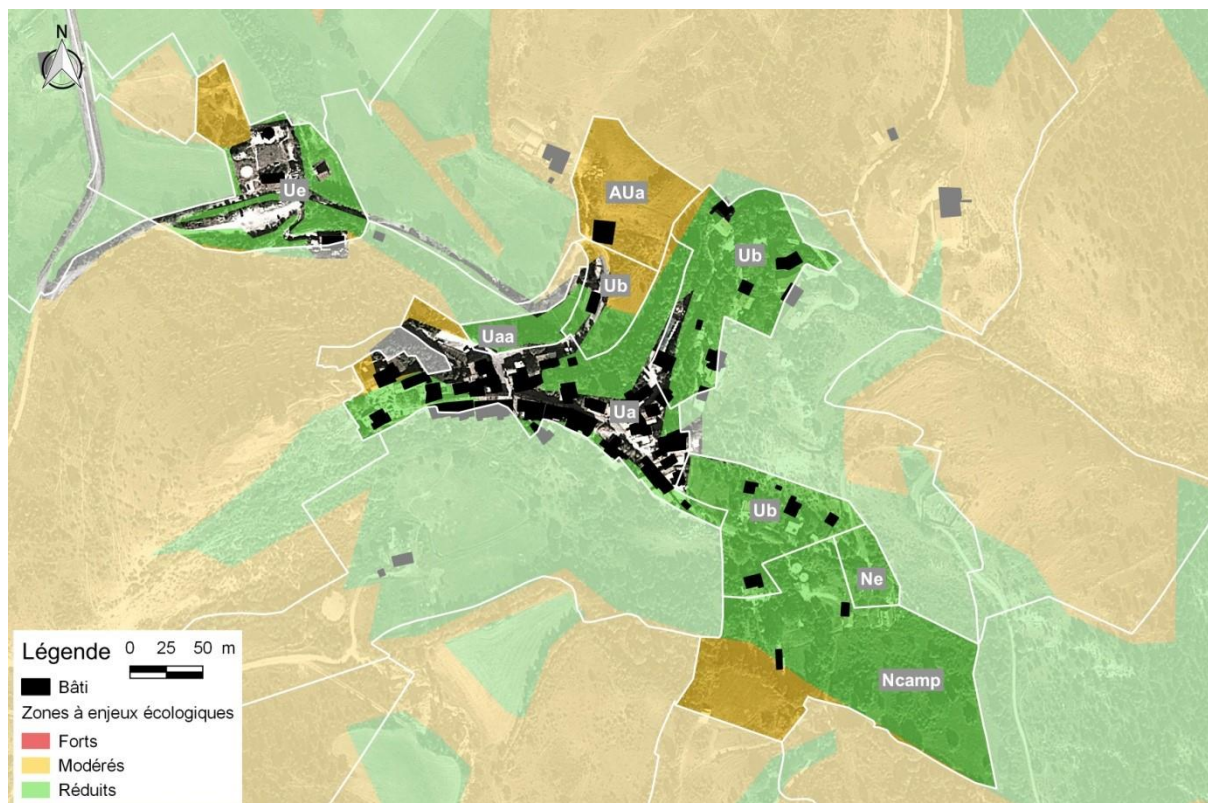 N
Ue
AUa
Ub
Ub
Uaa
Ua
Ub
Ne
Ncamp
Légende
0 25 50 m
Bâti
Zones à enjeux écologiques
Forts
Modérés
Réduits